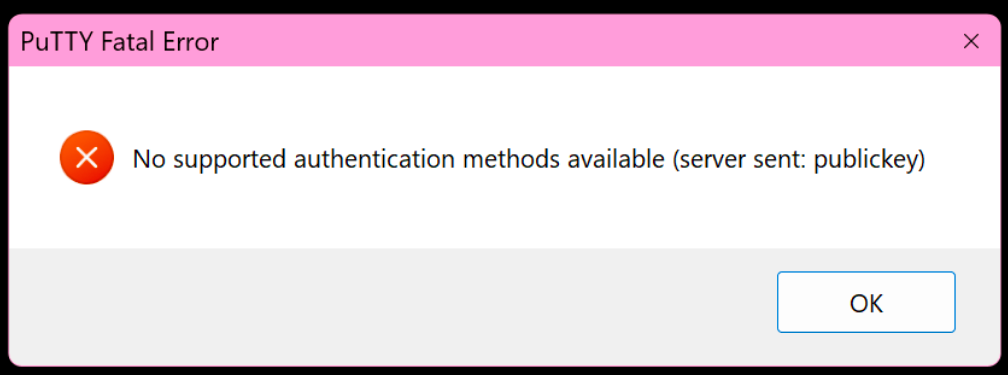 PuTTY Fatal Error
No supported authentication methods available (server sent: publickey)
OK